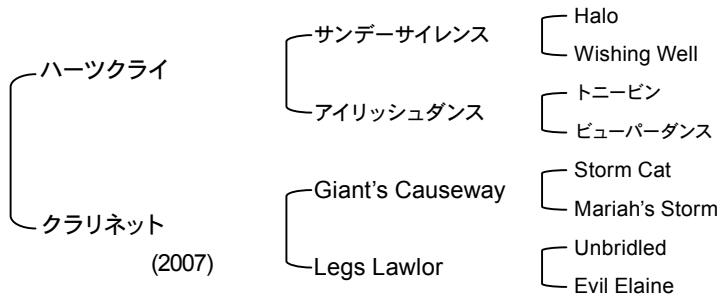 ハーツクライ
サンデーサイレンス
Halo
Wishing Well
アイリッシュダンス
トニービン
ビューパーダンス
クラリネット
(2007)
Giant's Causeway
Storm Cat
Mariah's Storm
Legs Lawlor
Unbridled
Evil Elaine